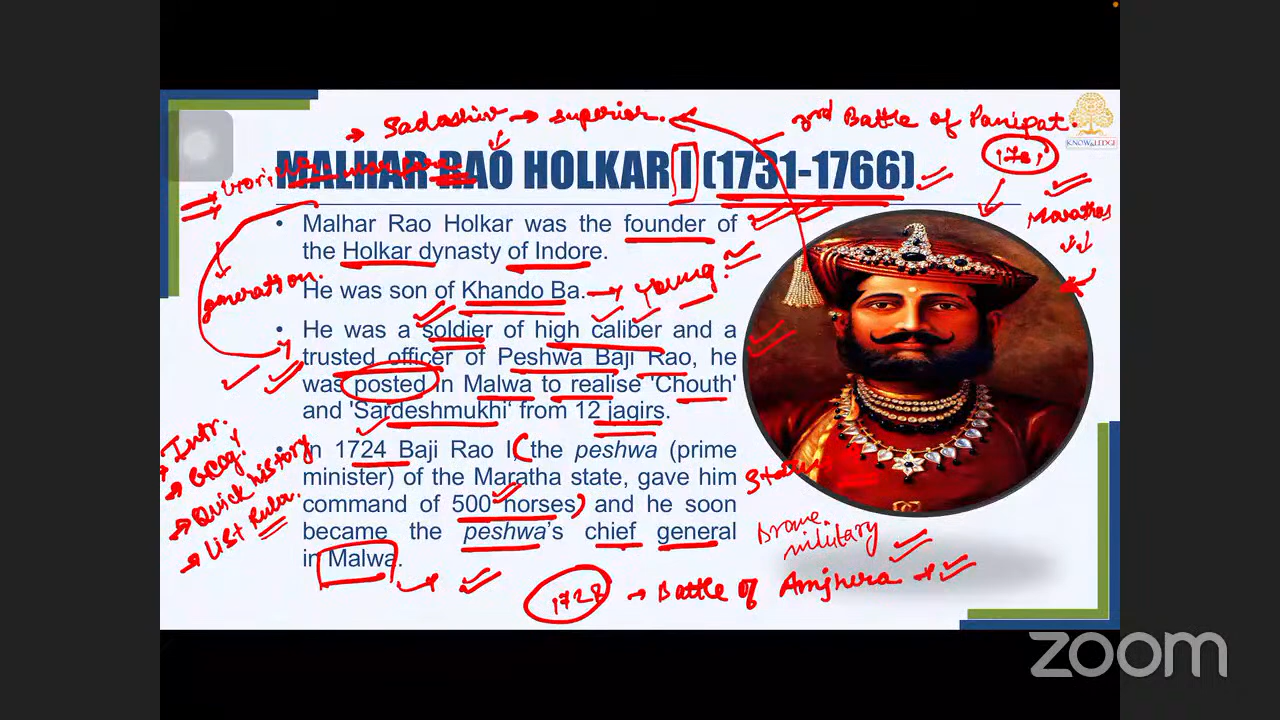 Sadashiv → superior.
3rd Battle of Panipat.
KNOWLEDGE
MALHAR RAO HOLKAR I (1731-1766)
Marathas
• Malhar Rao Holkar was the founder of
the Holkar dynasty of Indore.
generation.
He was son of Khando Ba.
→ young.
• He was a soldier of high caliber and a
trusted officer of Peshwa Baji Rao, he
was posted in Malwa to realise 'Chouth'
and 'Sardeshmukhi' from 12 jagirs.
→ Intr.
→ Geog.
→ Quick history
→ List Ruler.
In 1724 Baji Rao I, the peshwa (prime
minister) of the Maratha state, gave him
command of 500 horses, and he soon
became the peshwa's chief general
in Malwa.
military
1728 → Battle of Amjhera
zoom